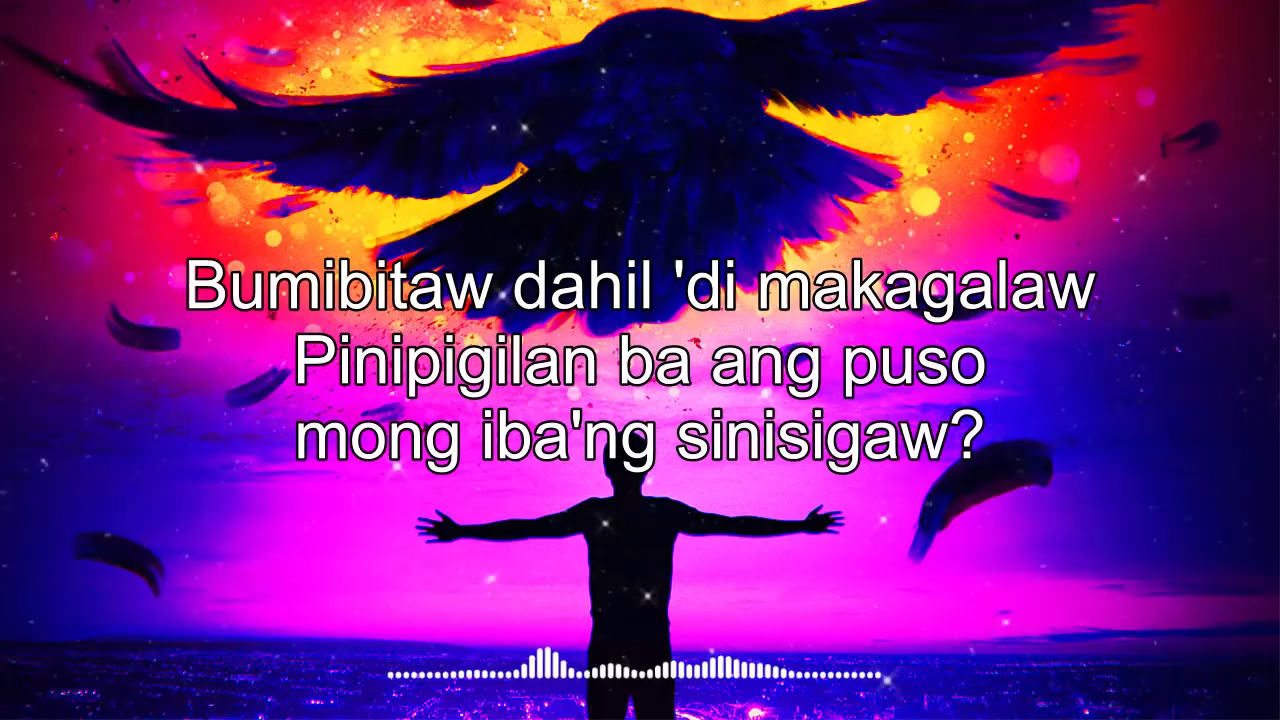 Bumibitaw dahil 'di makagalaw
Pinipigilan ba ang puso
mong iba'ng sinisigaw?